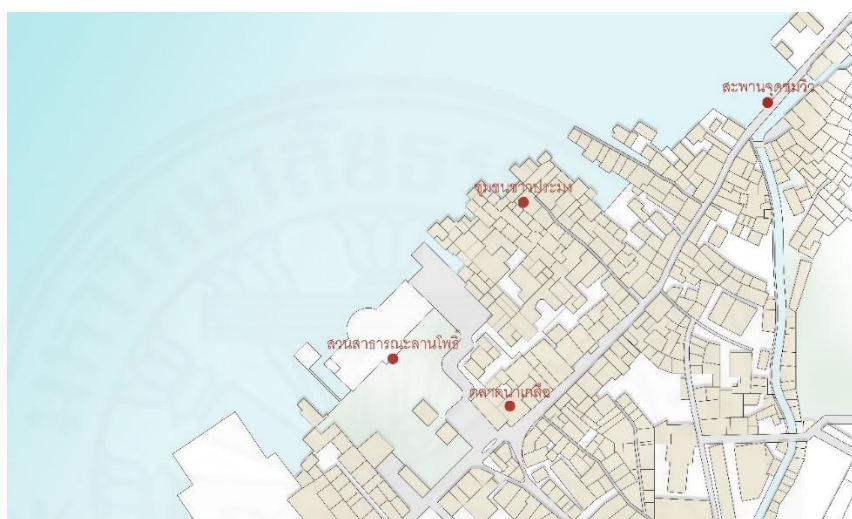 สะพานจุดชมวิว
ชุมชนชาวประมง
สวนสาธารณะลานโพธิ์
ตลาดนาเกลือ